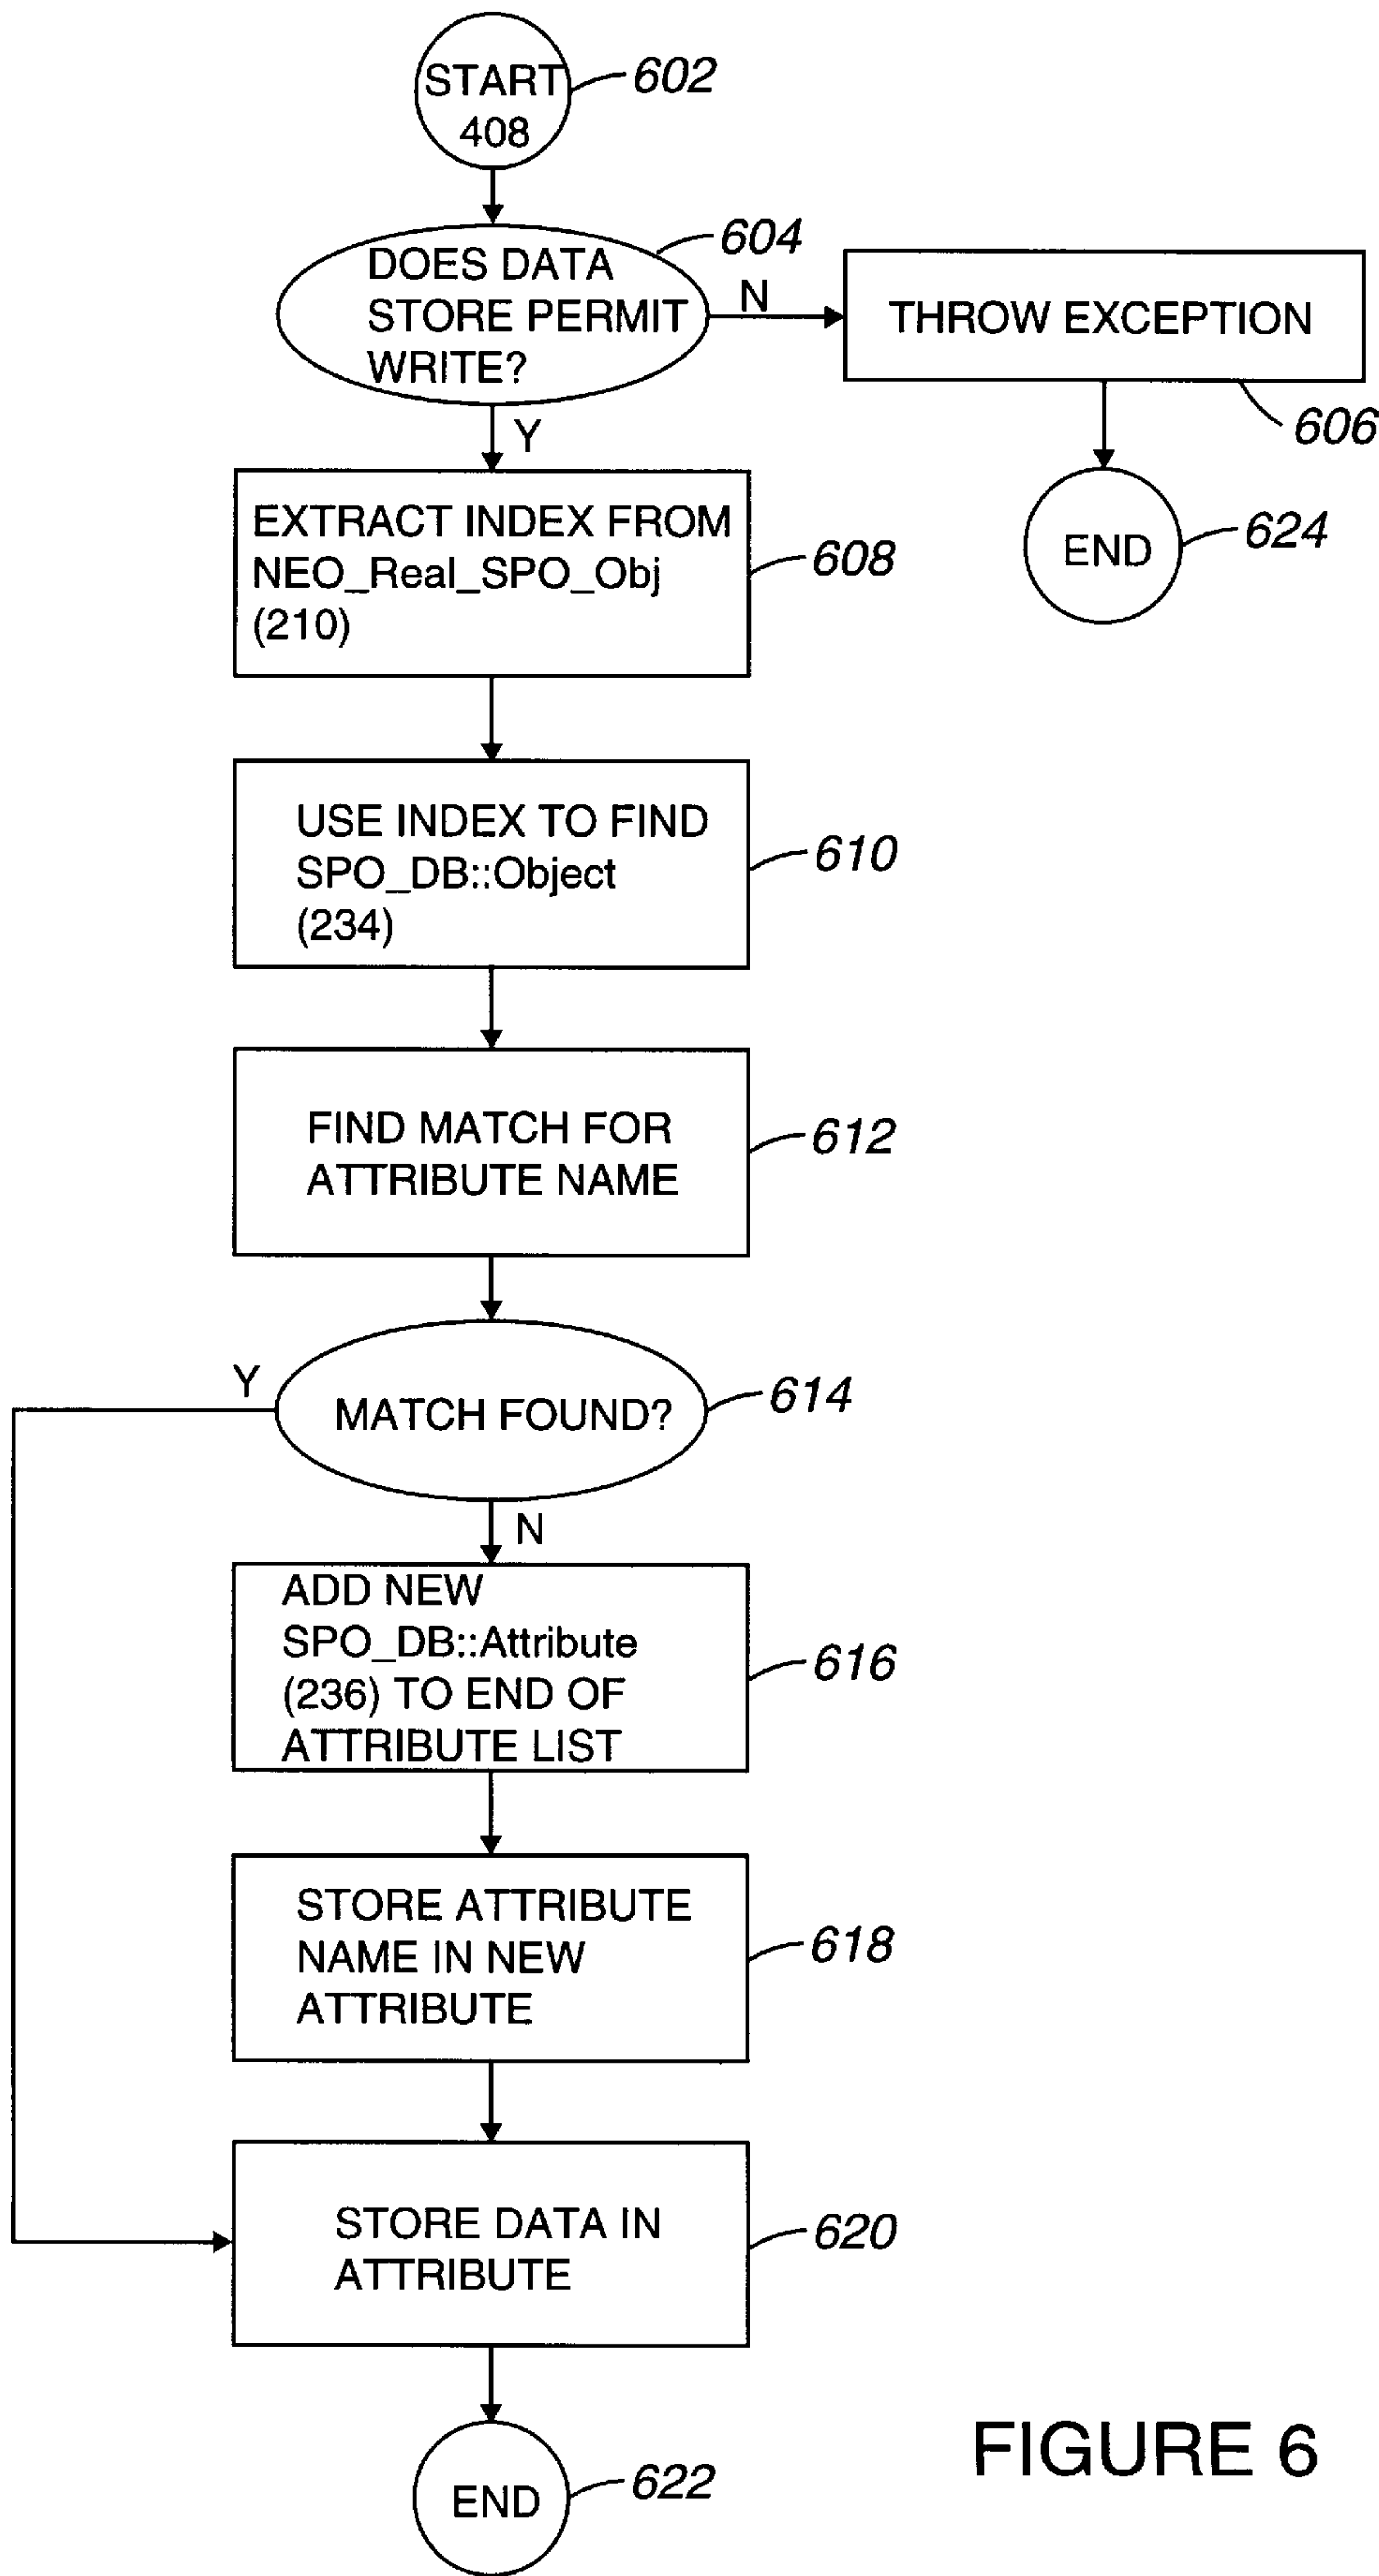 START
408
602
DOES DATA
STORE PERMIT
WRITE?
604
N
THROW EXCEPTION
606
Y
END
624
EXTRACT INDEX FROM
NEO_Real_SPO_Obj
(210)
608
USE INDEX TO FIND
SPO_DB::Object
(234)
610
FIND MATCH FOR
ATTRIBUTE NAME
612
Y
MATCH FOUND?
614
N
ADD NEW
SPO_DB::Attribute
(236) TO END OF
ATTRIBUTE LIST
616
STORE ATTRIBUTE
NAME IN NEW
ATTRIBUTE
618
STORE DATA IN
ATTRIBUTE
620
END
622
FIGURE 6